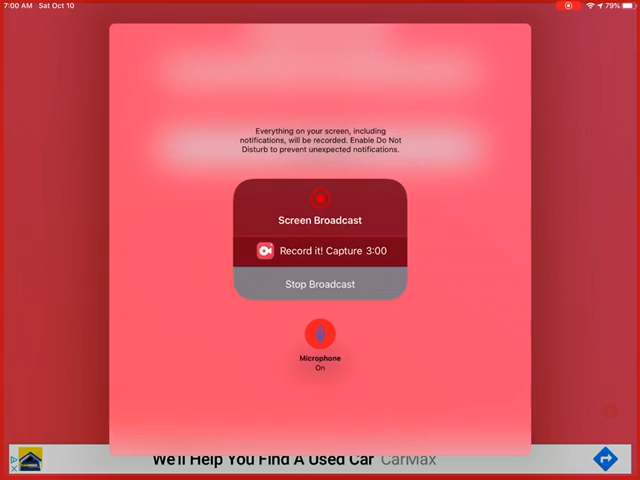 7:00 AM Sat Oct 10
79%
Everything on your screen, including
notifications, will be recorded. Enable Do Not
Disturb to prevent unexpected notifications.
Screen Broadcast
Record it! Capture 3:00
Stop Broadcast
Microphone
On
We'll Help You Find A Used Car CarMax